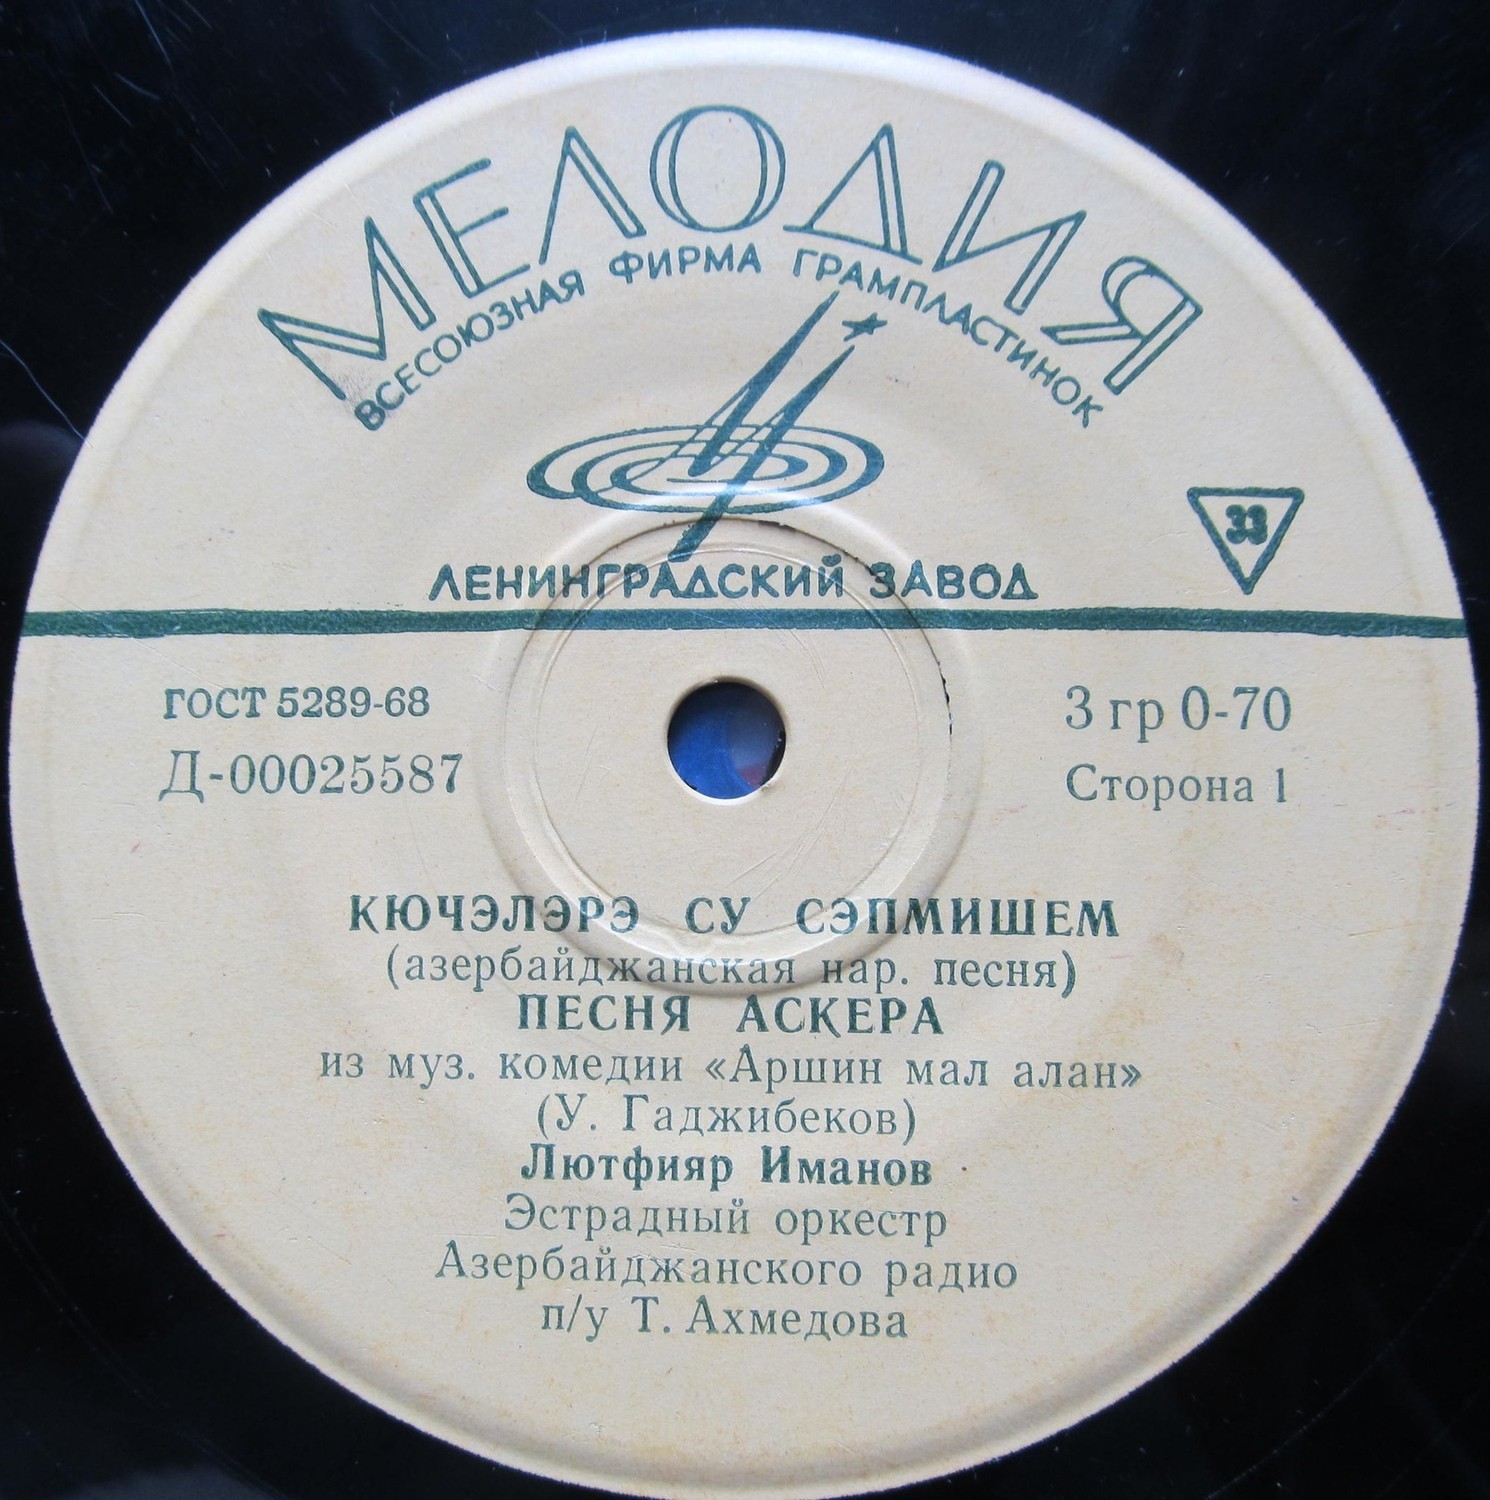 МЕЛОДИЯ
ВСЕСОЮЗНАЯ ФИРМА ГРАМПЛАСТИНОК
33
ЛЕНИНГРАДСКИЙ ЗАВОД
ГОСТ 5289-68
3 гр 0-70
Д-00025587
Сторона 1
КЮЧЭЛЭРЭ СУ СЭПМИШЕМ
(азербайджанская нар. песня)
ПЕСНЯ АСКЕРА
из муз. комедии «Аршин мал алан»
(У. Гаджибеков)
Лютфияр Иманов
Эстрадный оркестр
Азербайджанского радио
п/у Т. Ахмедова